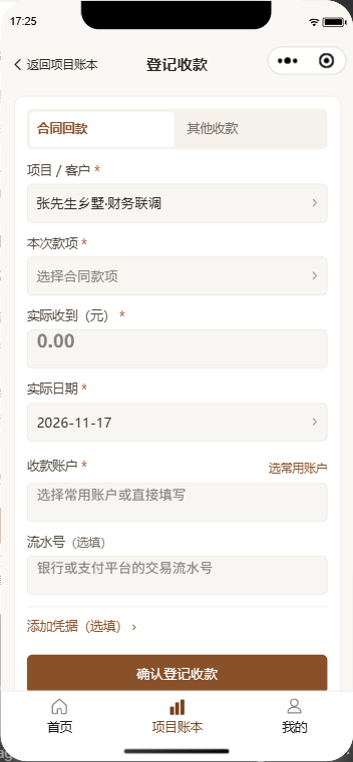 17:25
返回项目账本 登记收款
合同回款 其他收款
项目 / 客户 *
张先生乡墅·财务联调
本次款项 *
选择合同款项
实际收到（元） *
0.00
实际日期 *
2026-11-17
收款账户 * 选常用账户
选择常用账户或直接填写
流水号（选填）
银行或支付平台的交易流水号
添加凭据（选填） ›
确认登记收款
首页 项目账本 我的